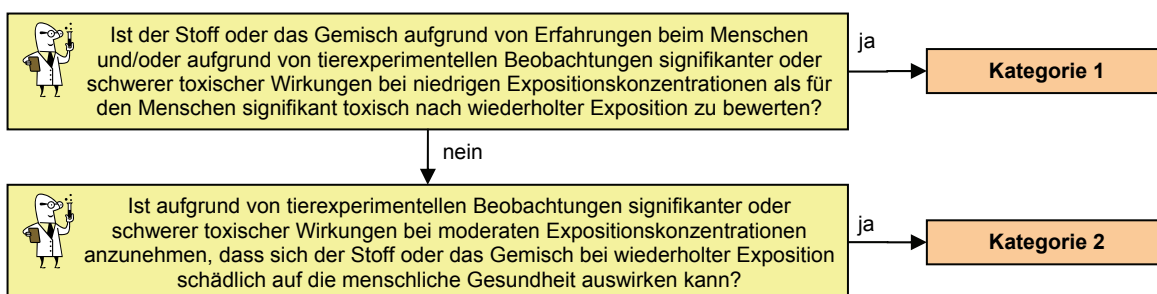 Ist der Stoff oder das Gemisch aufgrund von Erfahrungen beim Menschen
und/oder aufgrund von tierexperimentellen Beobachtungen signifikanter oder
schwerer toxischer Wirkungen bei niedrigen Expositionskonzentrationen als für
den Menschen signifikant toxisch nach wiederholter Exposition zu bewerten?
ja
Kategorie 1
nein
Ist aufgrund von tierexperimentellen Beobachtungen signifikanter oder
schwerer toxischer Wirkungen bei moderaten Expositionskonzentrationen
anzunehmen, dass sich der Stoff oder das Gemisch bei wiederholter Exposition
schädlich auf die menschliche Gesundheit auswirken kann?
ja
Kategorie 2